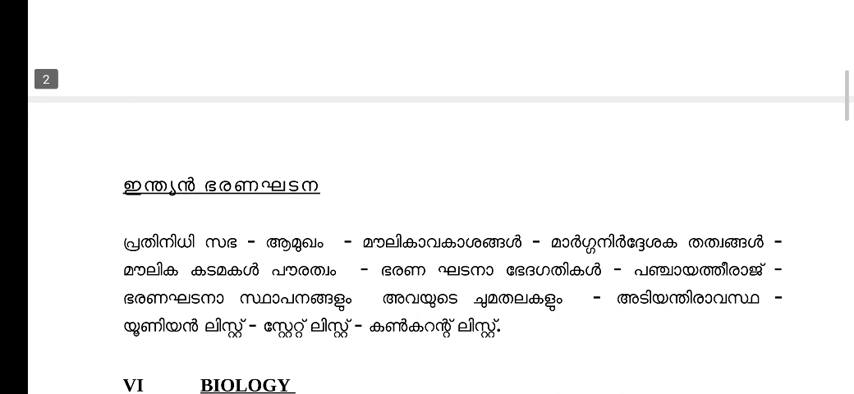 2
ഇന്ത്യൻ ഭരണഘടന
പ്രതിനിധി സഭ - ആമുഖം - മൗലികാവകാശങ്ങൾ - മാർഗ്ഗനിർദ്ദേശക തത്വങ്ങൾ -
മൗലിക കടമകൾ പൗരത്വം - ഭരണ ഘടനാ ഭേദഗതികൾ - പഞ്ചായത്തീരാജ് -
ഭരണഘടനാ സ്ഥാപനങ്ങളും അവയുടെ ചുമതലകളും - അടിയന്തിരാവസ്ഥ -
യൂണിയൻ ലിസ്റ്റ് - സ്റ്റേറ്റ് ലിസ്റ്റ് - കൺകറന്റ് ലിസ്റ്റ്.
VI BIOLOGY